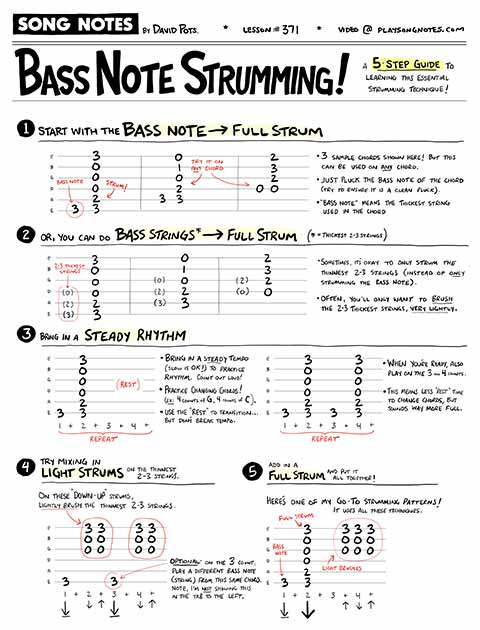 SONG NOTES BY DAVID POTS. * LESSON #371 * VIDEO @ PLAYSONGNOTES.COM
BASS NOTE STRUMMING!
A 5-STEP GUIDE TO
LEARNING THIS ESSENTIAL
STRUMMING TECHNIQUE!
1 START WITH THE BASS NOTE → FULL STRUM
E 3 0 2
B 0 1 3
G 0 0 2
D 0 2 0 0
A 2 3 3
E 3 3
BASS NOTE
STRUM!
TRY IT ON
ANY CHORD
• 3 SAMPLE CHORDS SHOWN HERE! BUT THIS
CAN BE USED ON ANY CHORD.
• JUST PLUCK THE BASS NOTE OF THE CHORD
(TRY TO ENSURE IT IS A CLEAN PLUCK).
• "BASS NOTE" MEANS THE THICKEST STRING
USED IN THE CHORD
2 OR, YOU CAN DO BASS STRINGS* → FULL STRUM (* = THICKEST 2-3 STRINGS)
2-3 THICKEST
STRINGS
E 3 0 2
B 0 1 3
G 0 (0) 0 (2) 2
D (0) 0 (2) 2 (0) 0
A (2) 2 (3) 3
E (3) 3
• SOMETIMES, IT'S OKAY TO ONLY STRUM THE
THINNEST 2-3 STRINGS (INSTEAD OF ONLY
STRUMMING THE BASS NOTE).
• OFTEN, YOU'LL ONLY WANT TO BRUSH
THE 2-3 THICKEST STRINGS, VERY LIGHTLY.
3 BRING IN A STEADY RHYTHM
E 3
B 0
G 0
D 0
A 2
E 3 3
(REST)
1 + 2 + 3 + 4 +
REPEAT
• BRING IN A STEADY TEMPO
(SLOW IS OK!) TO PRACTICE
RHYTHM. COUNT OUT LOUD!
• PRACTICE CHANGING CHORDS!
(EX: 4 COUNTS OF G, 4 COUNTS OF C).
• USE THE "REST" TO TRANSITION...
BUT DON'T BREAK TEMPO.
E 3 3
B 0 0
G 0 0
D 0 0
A 2 2
E 3 3 3 3
1 + 2 + 3 + 4 +
REPEAT
• WHEN YOU'RE READY, ALSO
PLAY ON THE 3 AND 4 COUNTS.
• THIS MEANS LESS "REST" TIME
TO CHANGE CHORDS, BUT
SOUNDS WAY MORE FULL.
4 TRY MIXING IN
LIGHT STRUMS ON THE THINNEST
2-3 STRINGS.
ON THESE "DOWN-UP" STRUMS,
LIGHTLY BRUSH THE THINNEST 2-3 STRINGS.
E 3 3 3 3
B 0 0 0 0
G 0 0 0 0
D
A
E 3 3
1 + 2 + 3 + 4 +
↓ ↓ ↑ ↓ ↓ ↑
OPTIONAL: ON THE 3 COUNT,
PLAY A DIFFERENT BASS NOTE
(STRING) FROM THIS SAME CHORD.
NOTE, I'M NOT SHOWING THIS
IN THE TAB TO THE LEFT.
5 ADD IN A
FULL STRUM AND PUT IT
ALL TOGETHER!
HERE'S ONE OF MY GO-TO STRUMMING PATTERNS!
IT USES ALL THESE TECHNIQUES.
FULL STRUM
BASS
NOTE
E 3 3 3 3
B 0 0 0 0
G 0 0 0 0
D 0
A 2
E 3 3
LIGHT BRUSHES
1 + 2 + 3 + 4 +
↓ ↓ ↑ ↓ ↑